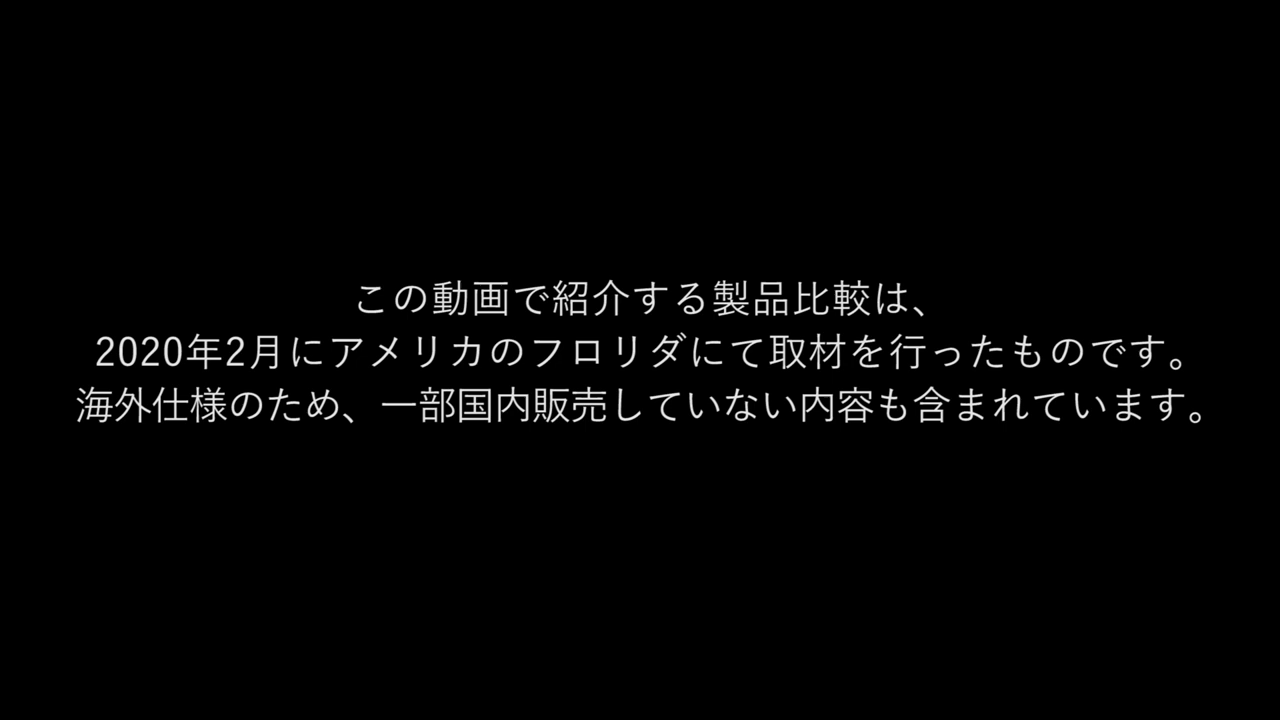 この動画で紹介する製品比較は、
2020年2月にアメリカのフロリダにて取材を行ったものです。
海外仕様のため、一部国内販売していない内容も含まれています。